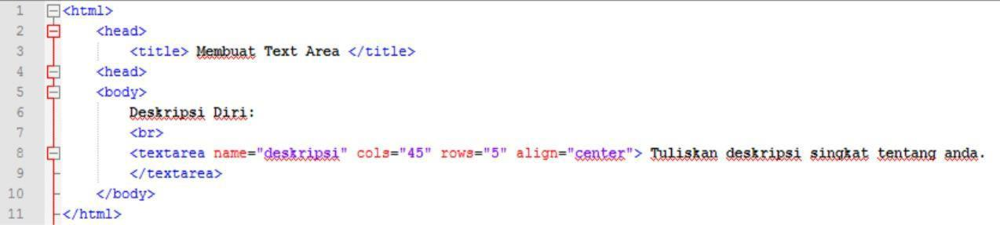 1 <html>
2 <head>
3 <title> Membuat Text Area </title>
4 <head>
5 <body>
6 Deskripsi Diri:
7 <br>
8 <textarea name="deskripsi" cols="45" rows="5" align="center"> Tuliskan deskripsi singkat tentang anda.
9 </textarea>
10 </body>
11 </html>